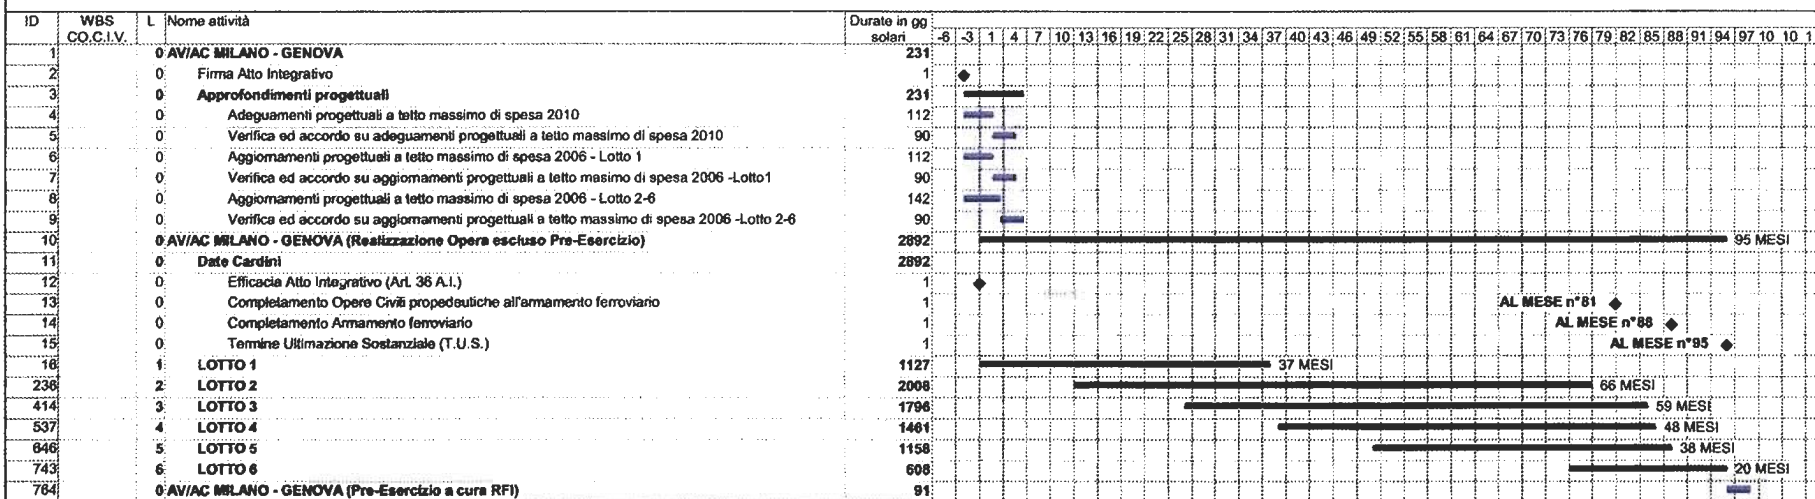 ID WBS L Nome attività Durate in gg
CO.C.I.V. solari -6 -3 1 4 7 10 13 16 19 22 25 28 31 34 37 40 43 46 49 52 55 58 61 64 67 70 73 76 79 82 85 88 91 94 97 10 10 1
1 0 AV/AC MILANO - GENOVA 231
2 0 Firma Atto Integrativo 1
3 0 Approfondimenti progettuali 231
4 0 Adeguamenti progettuali a tetto massimo di spesa 2010 112
5 0 Verifica ed accordo su adeguamenti progettuali a tetto massimo di spesa 2010 90
6 0 Aggiornamenti progettuali a tetto massimo di spesa 2006 - Lotto 1 112
7 0 Verifica ed accordo su aggiornamenti progettuali a tetto masimo di spesa 2006 -Lotto1 90
8 0 Aggiornamenti progettuali a tetto massimo di spesa 2006 - Lotto 2-6 142
9 0 Verifica ed accordo su aggiornamenti progettuali a tetto massimo di spesa 2006 -Lotto 2-6 90
10 0 AV/AC MILANO - GENOVA (Realizzazione Opera escluso Pre-Esercizio) 2892 95 MESI
11 0 Date Cardini 2892
12 0 Efficacia Atto Integrativo (Art. 36 A.I.) 1
13 0 Completamento Opere Civili propedeutiche all'armamento ferroviario 1 AL MESE n°81
14 0 Completamento Armamento ferroviario 1 AL MESE n°88
15 0 Termine Ultimazione Sostanziale (T.U.S.) 1 AL MESE n°95
16 1 LOTTO 1 1127 37 MESI
236 2 LOTTO 2 2008 66 MESI
414 3 LOTTO 3 1796 59 MESI
537 4 LOTTO 4 1461 48 MESI
646 5 LOTTO 5 1158 38 MESI
743 6 LOTTO 6 608 20 MESI
764 0 AV/AC MILANO - GENOVA (Pre-Esercizio a cura RFI) 91